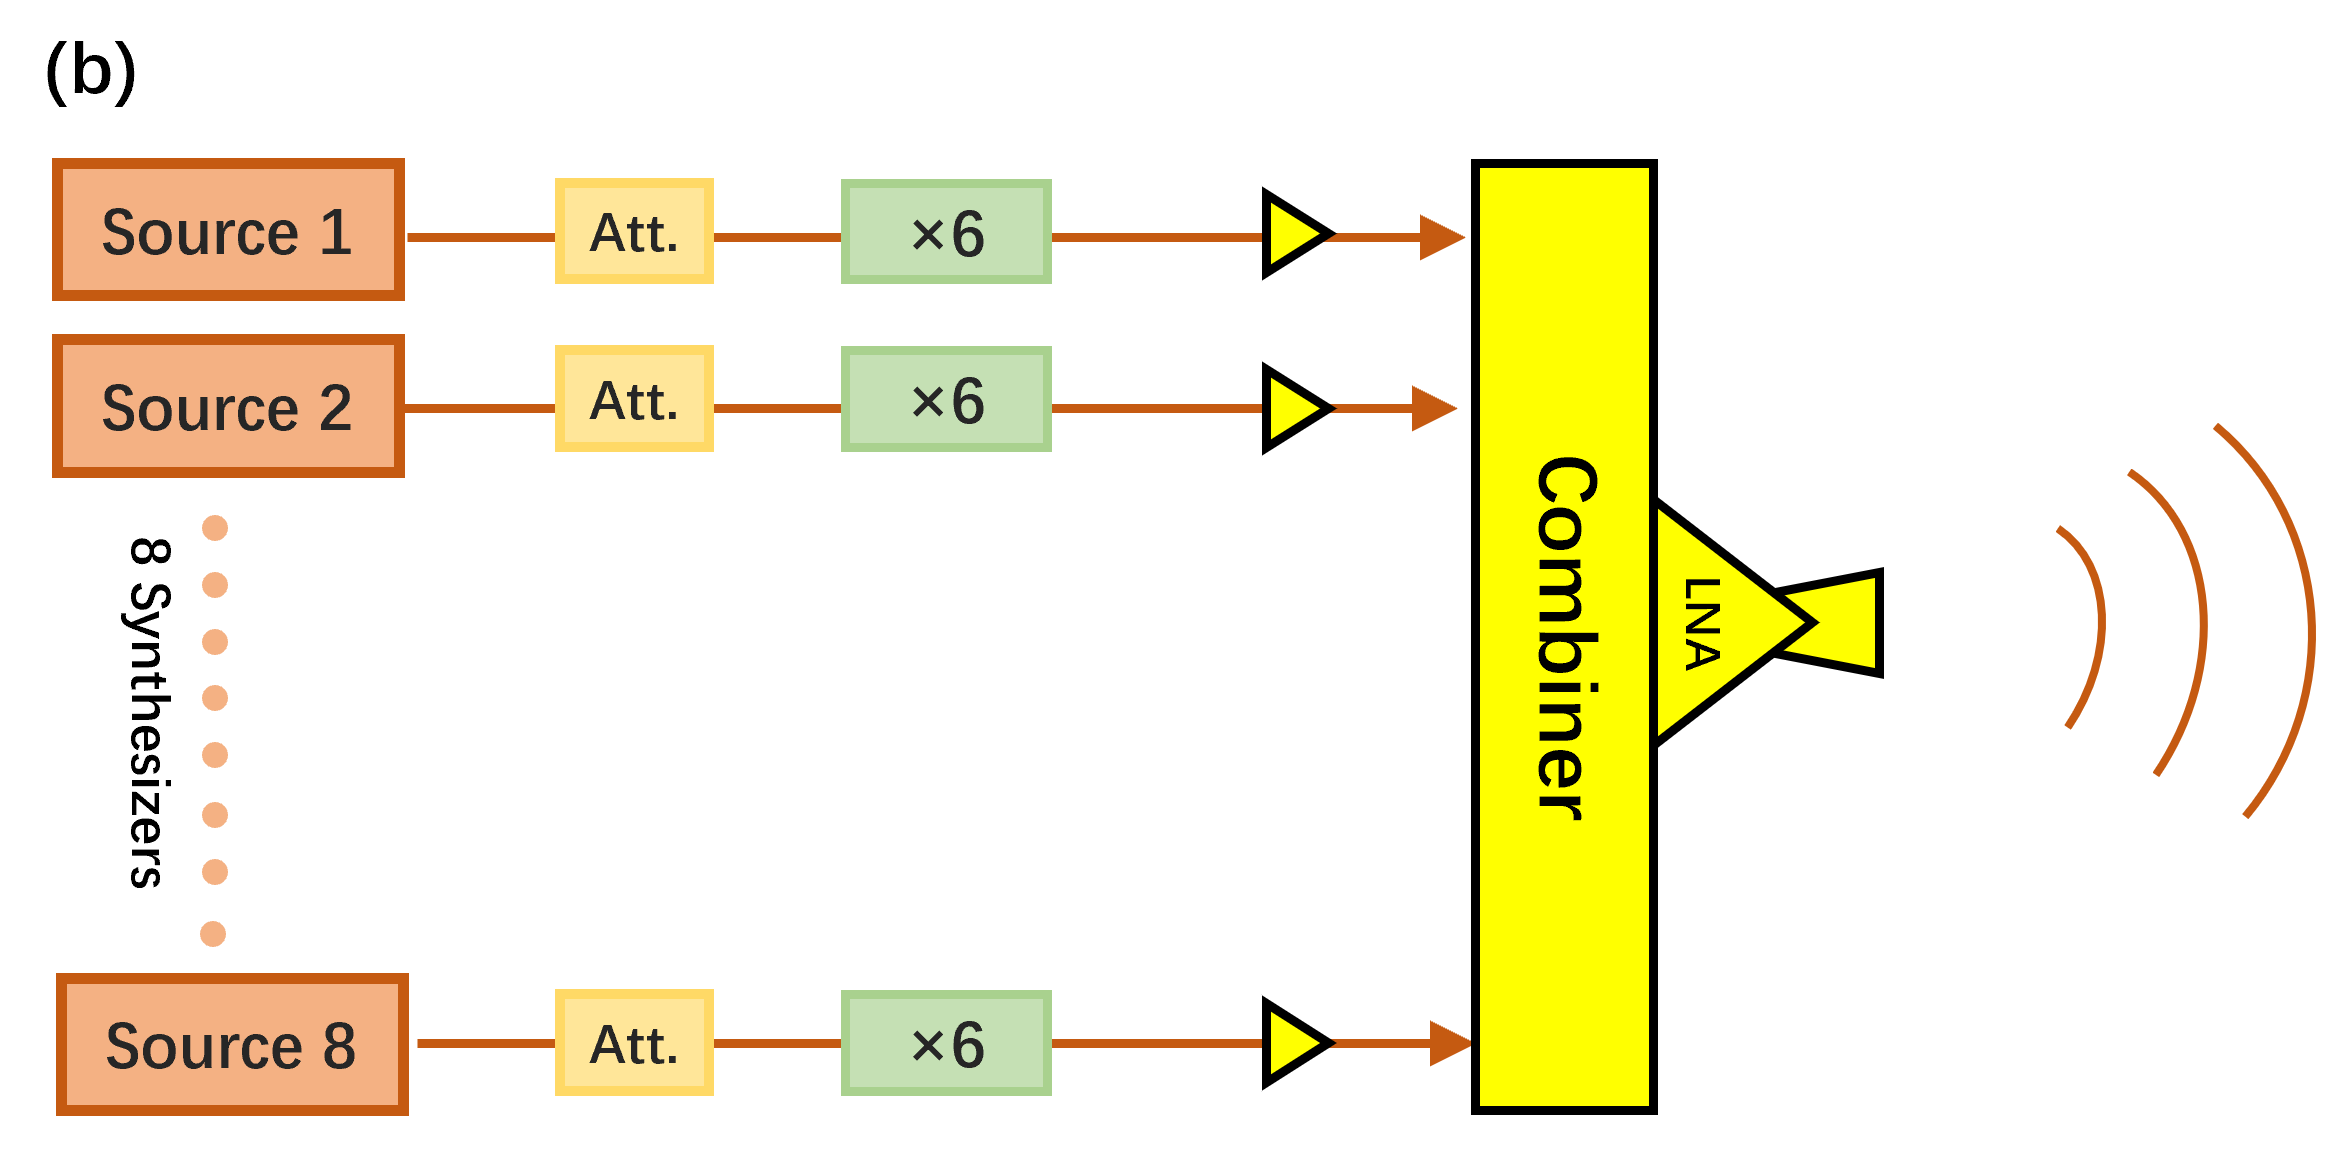 (b)
Source 1
Att.
×6
Source 2
Att.
×6
8 Synthesizers
Combiner
LNA
Source 8
Att.
×6